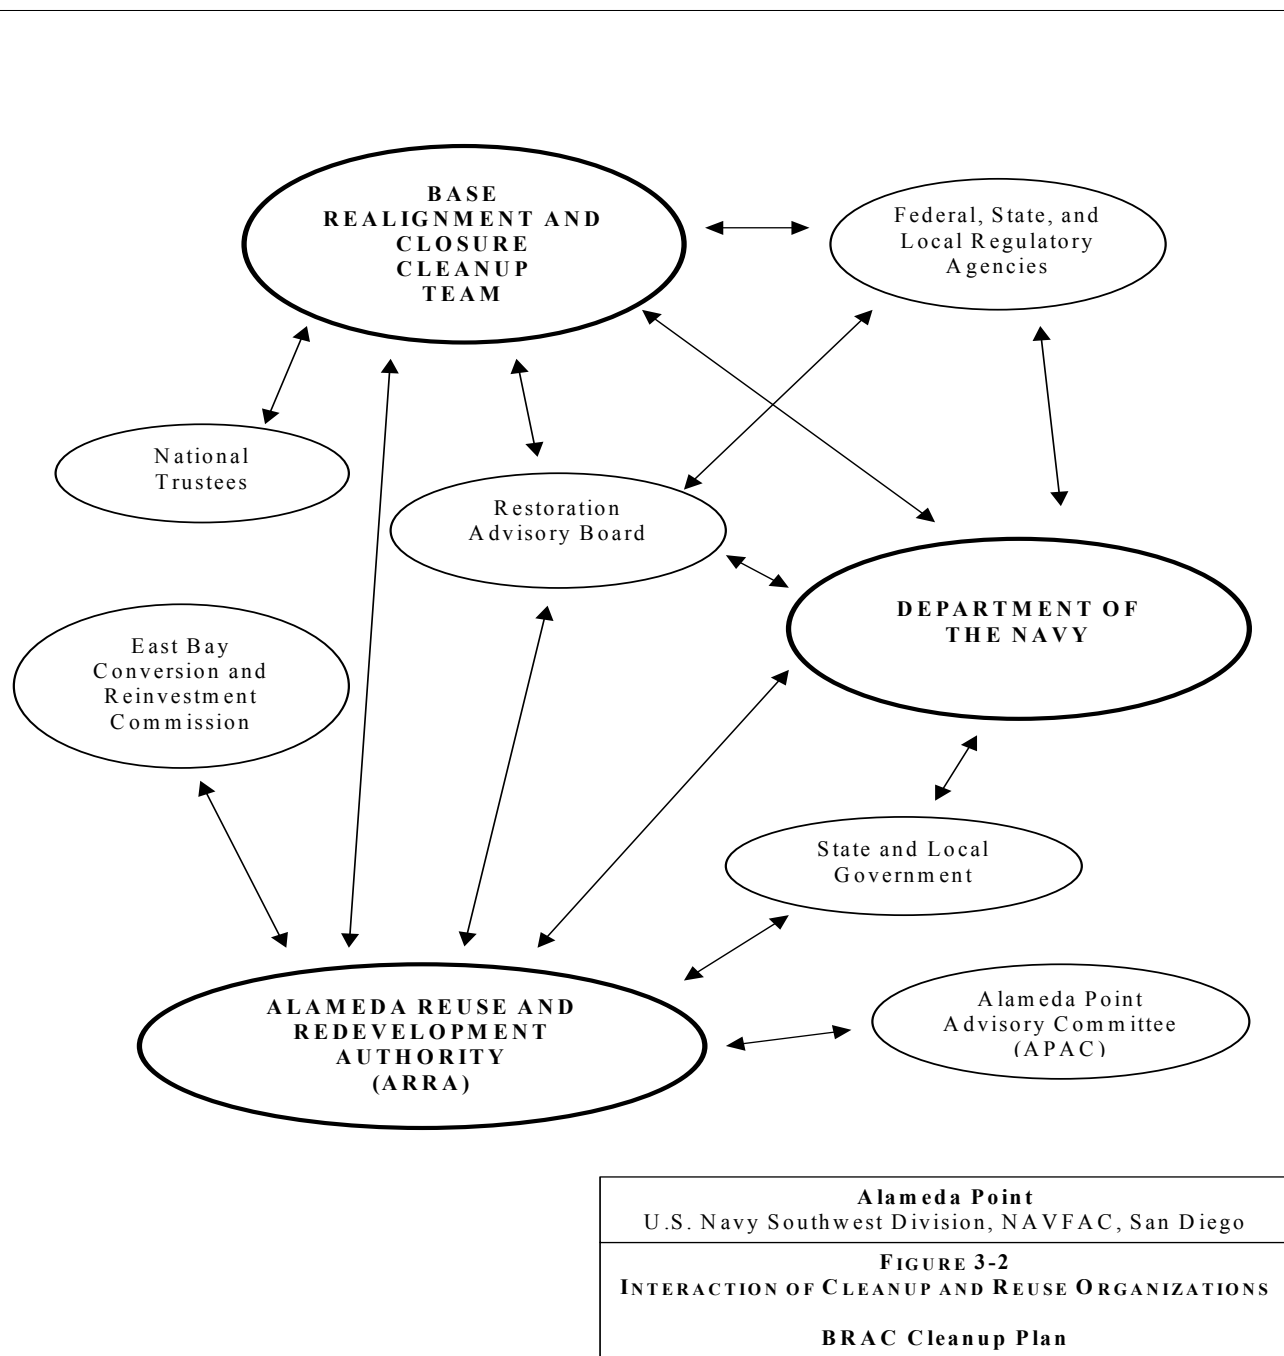 BASE
REALIGNMENT AND
CLOSURE
CLEANUP
TEAM
Federal, State, and
Local Regulatory
Agencies
National
Trustees
Restoration
Advisory Board
East Bay
Conversion and
Reinvestment
Commission
DEPARTMENT OF
THE NAVY
State and Local
Government
ALAMEDA REUSE AND
REDEVELOPMENT
AUTHORITY
(ARRA)
Alameda Point
Advisory Committee
(APAC)
Alameda Point
U.S. Navy Southwest Division, NAVFAC, San Diego
FIGURE 3-2
INTERACTION OF CLEANUP AND REUSE ORGANIZATIONS
BRAC Cleanup Plan